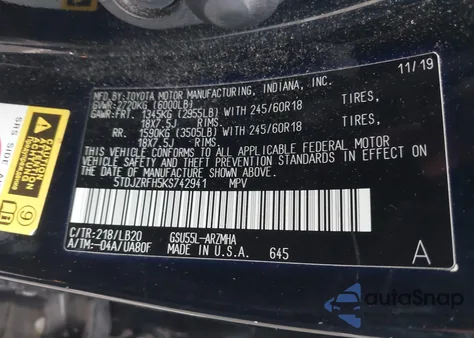 MFD. BY: TOYOTA MOTOR MANUFACTURING, INDIANA, INC. 11/19
GVWR: 2720KG (6000LB)
GAWR: FRT. 1345KG (2955LB) WITH 245/60R18 TIRES,
18X7.5J RIMS.
RR. 1590KG (3505LB) WITH 245/60R18 TIRES,
18X7.5J RIMS.
THIS VEHICLE CONFORMS TO ALL APPLICABLE FEDERAL MOTOR
VEHICLE SAFETY STANDARDS IN EFFECT ON THE DATE OF
MANUFACTURE SHOWN ABOVE.
5TDJZRFH5KS742941 MPV
C/TR: 218/LB20 GSU55L-ARZMHA
A/TM: -04A/UA80F MADE IN U.S.A. 645 A
SRS SIDE
9
autoSnap